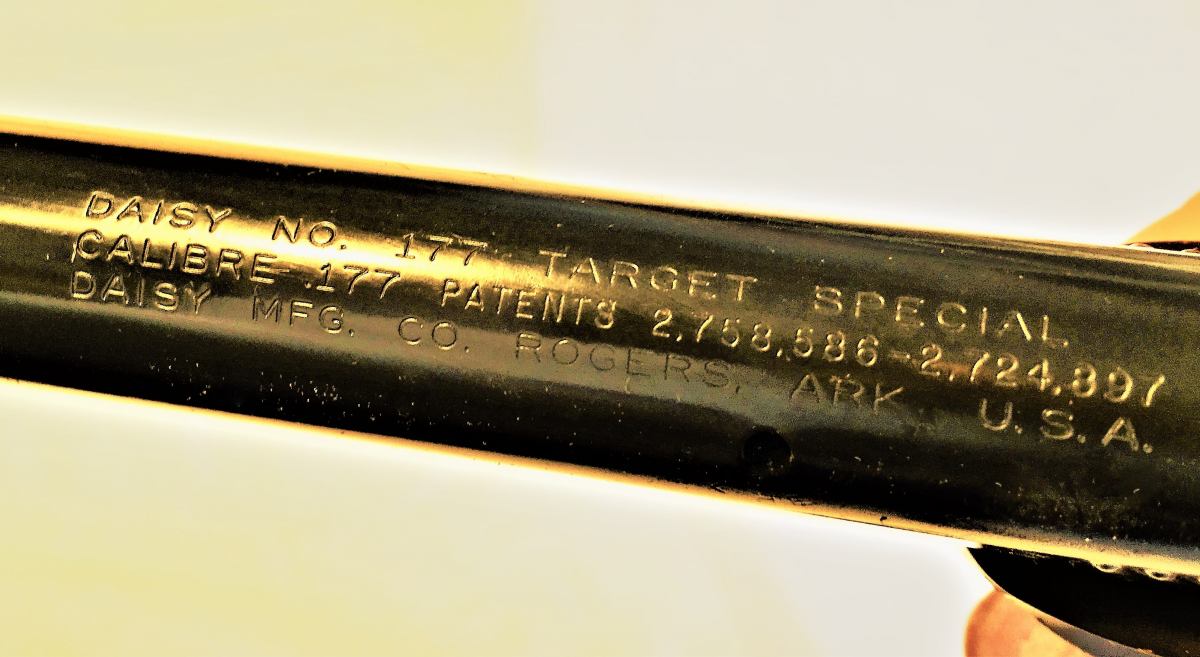 DAISY NO. 177 TARGET SPECIAL
CALIBRE .177 PATENTS 2,758,586-2,724,897
DAISY MFG. CO. ROGERS, ARK. U.S.A.